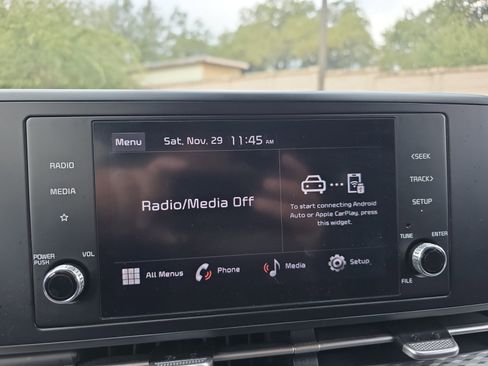 Menu Sat, Nov. 29 11:45 AM
Radio/Media Off
To start connecting Android
Auto or Apple CarPlay, press
this widget.
All Menus Phone Media Setup
RADIO
MEDIA
POWER
PUSH
VOL
<SEEK
TRACK>
SETUP
TUNE
ENTER
FILE